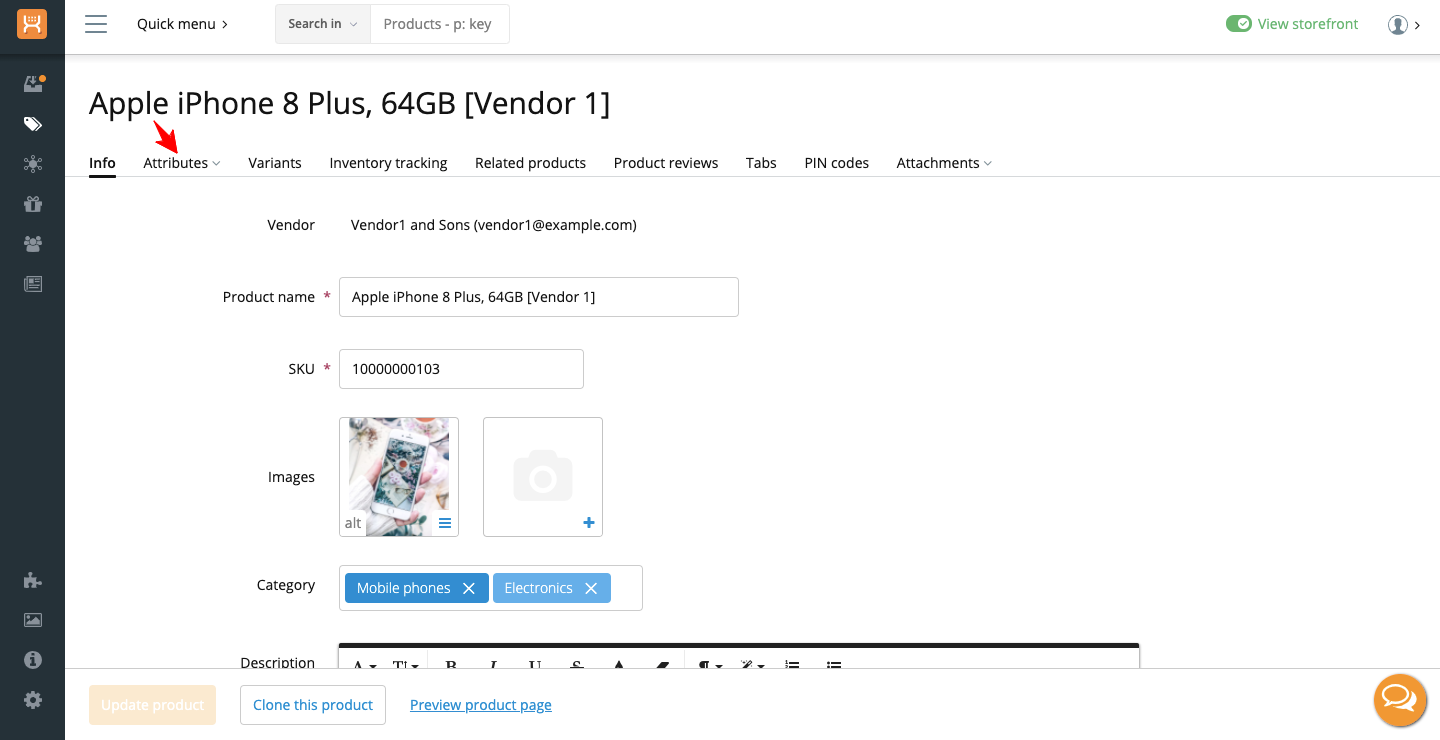 Quick menu
Search in
Products - p: key
View storefront
Apple iPhone 8 Plus, 64GB [Vendor 1]
Info Attributes Variants Inventory tracking Related products Product reviews Tabs PIN codes Attachments
Vendor Vendor1 and Sons (vendor1@example.com)
Product name * Apple iPhone 8 Plus, 64GB [Vendor 1]
SKU * 10000000103
Images
alt
Category Mobile phones Electronics
Description
Update product Clone this product Preview product page